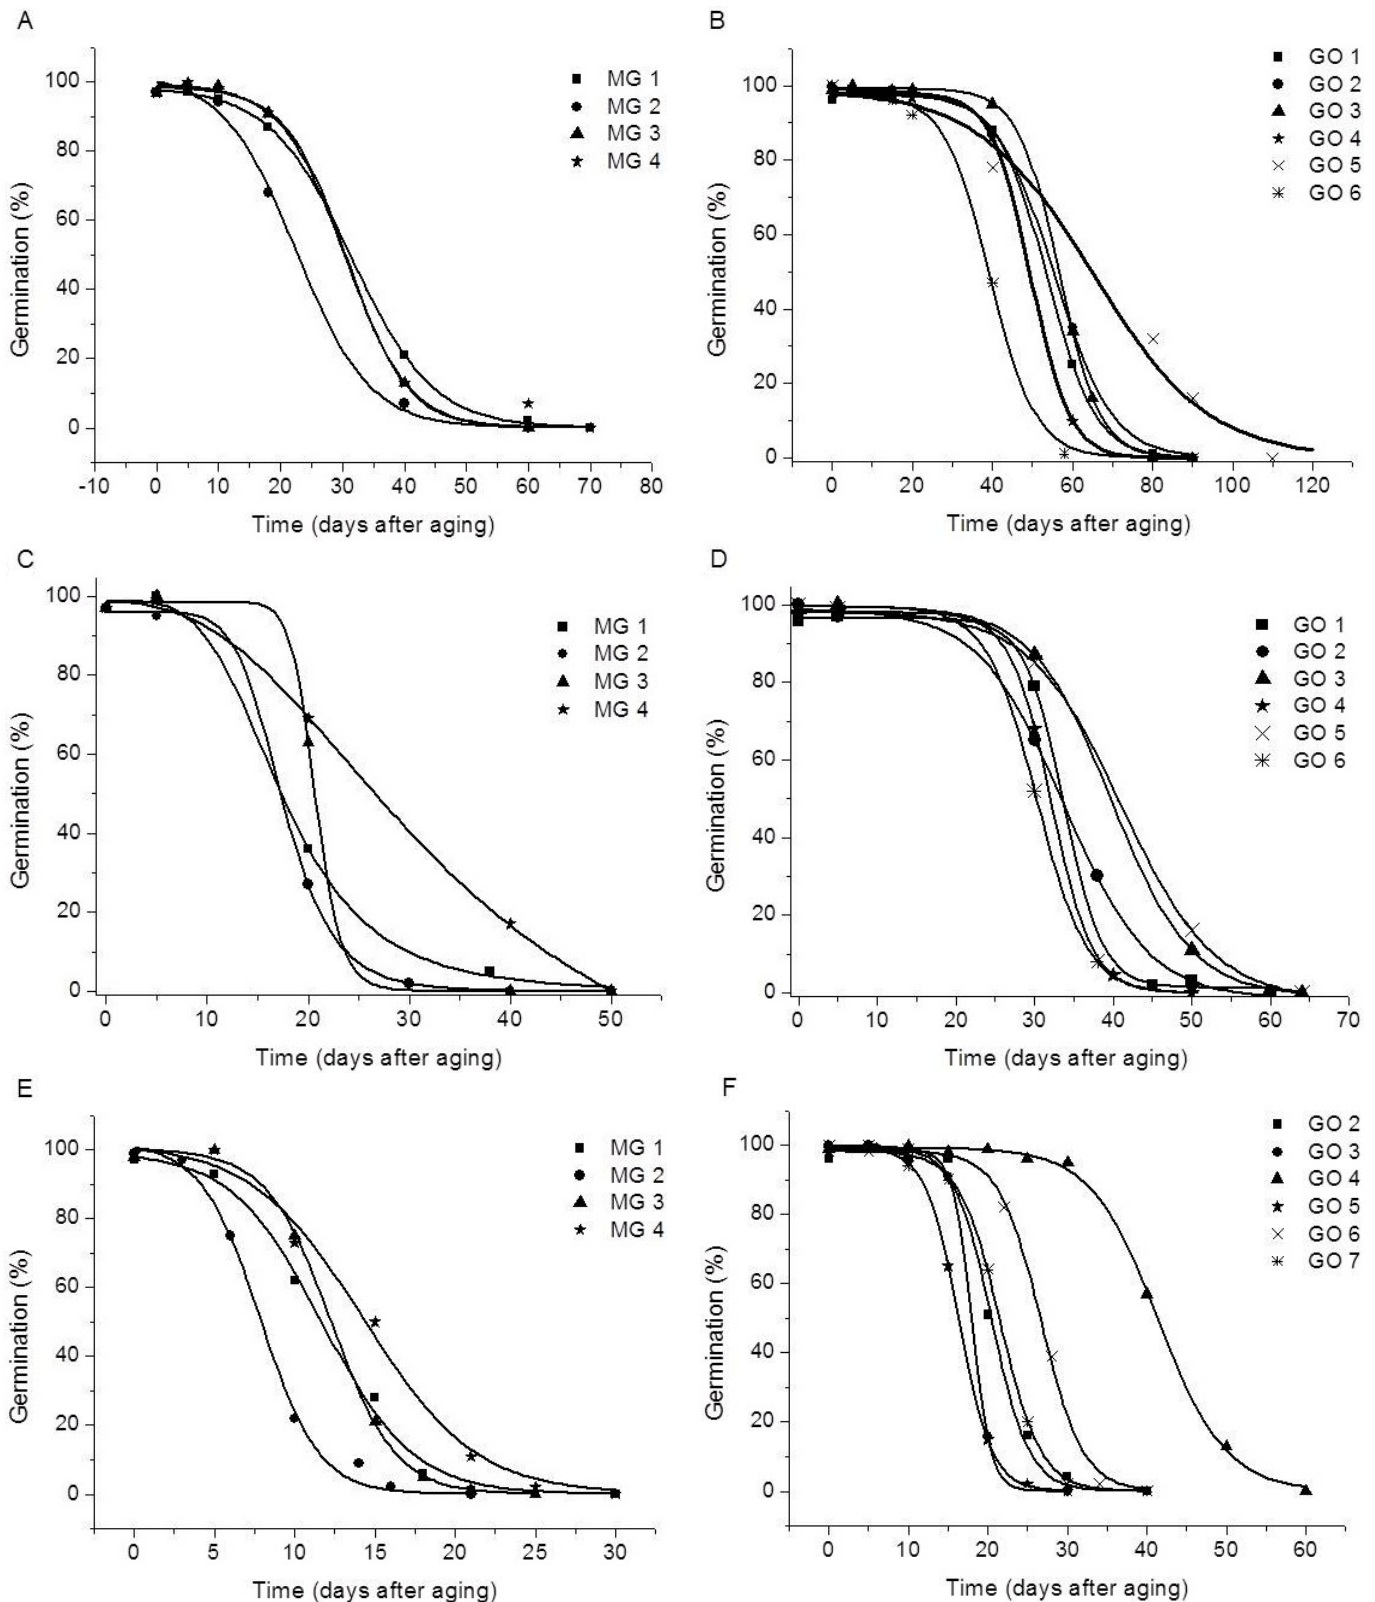 A
Germination (%)
100
80
60
40
20
0
-10 0 10 20 30 40 50 60 70 80
Time (days after aging)
MG 1
MG 2
MG 3
MG 4
B
Germination (%)
100
80
60
40
20
0
0 20 40 60 80 100 120
Time (days after aging)
GO 1
GO 2
GO 3
GO 4
GO 5
GO 6
C
Germination (%)
100
80
60
40
20
0
0 10 20 30 40 50
Time (days after aging)
MG 1
MG 2
MG 3
MG 4
D
Germination (%)
100
80
60
40
20
0
0 10 20 30 40 50 60 70
Time (days after aging)
GO 1
GO 2
GO 3
GO 4
GO 5
GO 6
E
Germination (%)
100
80
60
40
20
0
0 5 10 15 20 25 30
Time (days after aging)
MG 1
MG 2
MG 3
MG 4
F
Germination (%)
100
80
60
40
20
0
0 10 20 30 40 50 60
Time (days after aging)
GO 2
GO 3
GO 4
GO 5
GO 6
GO 7